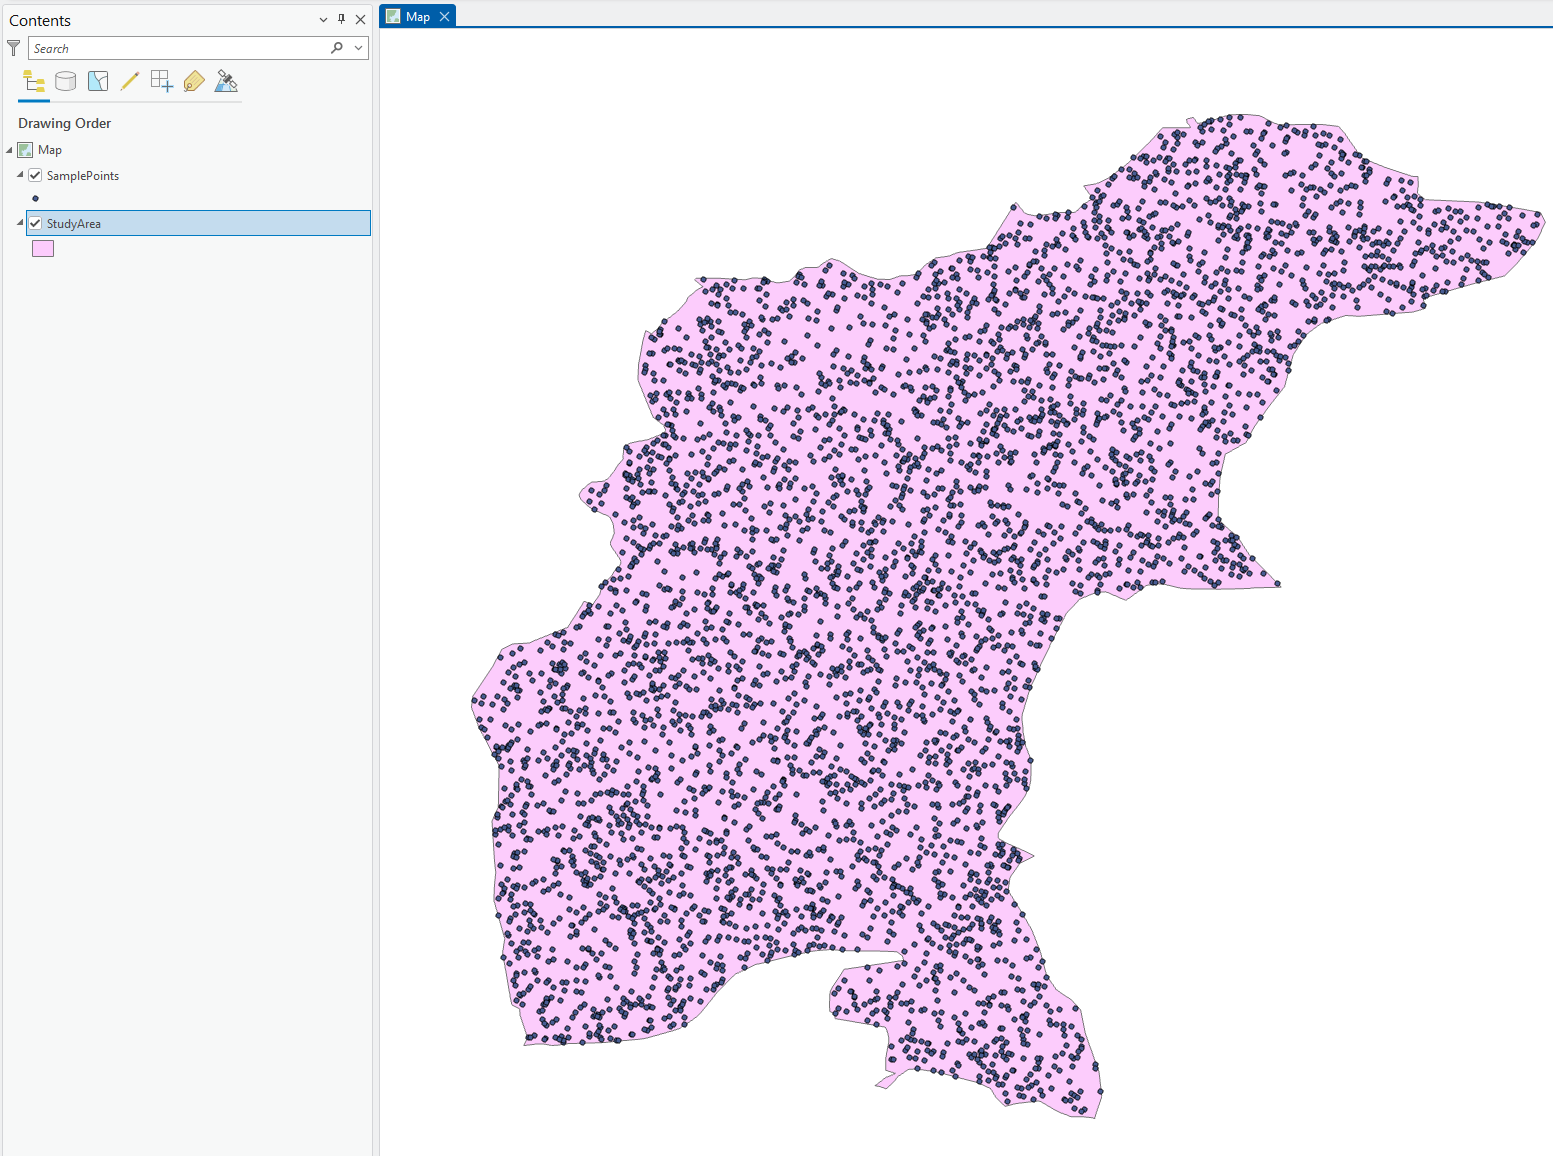 Contents
Map
Search
Drawing Order
Map
SamplePoints
StudyArea